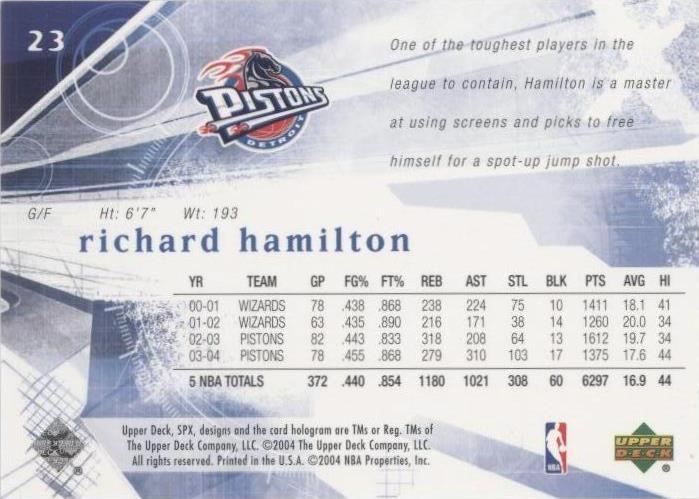 23
PISTONS
DETROIT
One of the toughest players in the
league to contain, Hamilton is a master
at using screens and picks to free
himself for a spot-up jump shot.
G/F Ht: 6'7" Wt: 193
richard hamilton
YR TEAM GP FG% FT% REB AST STL BLK PTS AVG HI
00-01 WIZARDS 78 .438 .868 238 224 75 10 1411 18.1 41
01-02 WIZARDS 63 .435 .890 216 171 38 14 1260 20.0 34
02-03 PISTONS 82 .443 .833 318 208 64 13 1612 19.7 34
03-04 PISTONS 78 .455 .868 279 310 103 17 1375 17.6 44
5 NBA TOTALS 372 .440 .854 1180 1021 308 60 6297 16.9 44
Upper Deck, SPX, designs and the card hologram are TMs or Reg. TMs of
The Upper Deck Company, LLC. ©2004 The Upper Deck Company, LLC.
All rights reserved. Printed in the U.S.A. ©2004 NBA Properties, Inc.
NBA
UPPER
DECK
®